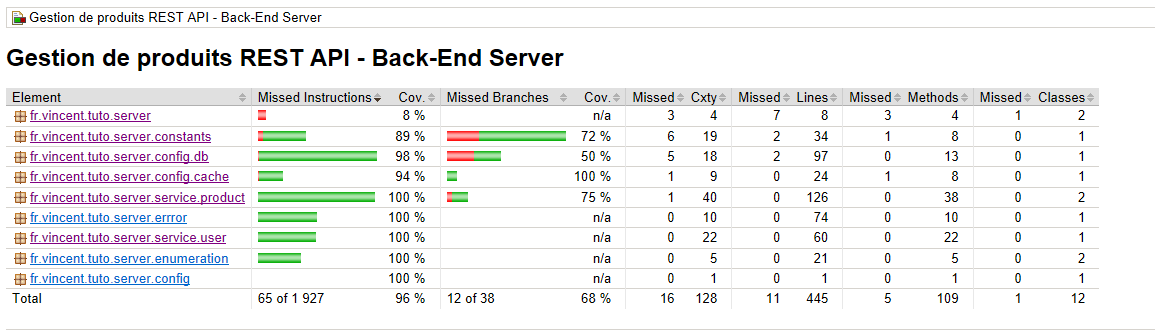 Gestion de produits REST API - Back-End Server
Gestion de produits REST API - Back-End Server
Element Missed Instructions Cov. Missed Branches Cov. Missed Cxty Missed Lines Missed Methods Missed Classes
fr.vincent.tuto.server 8 % n/a 3 4 7 8 3 4 1 2
fr.vincent.tuto.server.constants 89 % 72 % 6 19 2 34 1 8 0 1
fr.vincent.tuto.server.config.db 98 % 50 % 5 18 2 97 0 13 0 1
fr.vincent.tuto.server.config.cache 94 % 100 % 1 9 0 24 1 8 0 1
fr.vincent.tuto.server.service.product 100 % 75 % 1 40 0 126 0 38 0 2
fr.vincent.tuto.server.errror 100 % n/a 0 10 0 74 0 10 0 1
fr.vincent.tuto.server.service.user 100 % n/a 0 22 0 60 0 22 0 1
fr.vincent.tuto.server.enumeration 100 % n/a 0 5 0 21 0 5 0 2
fr.vincent.tuto.server.config 100 % n/a 0 1 0 1 0 1 0 1
Total 65 of 1 927 96 % 12 of 38 68 % 16 128 11 445 5 109 1 12